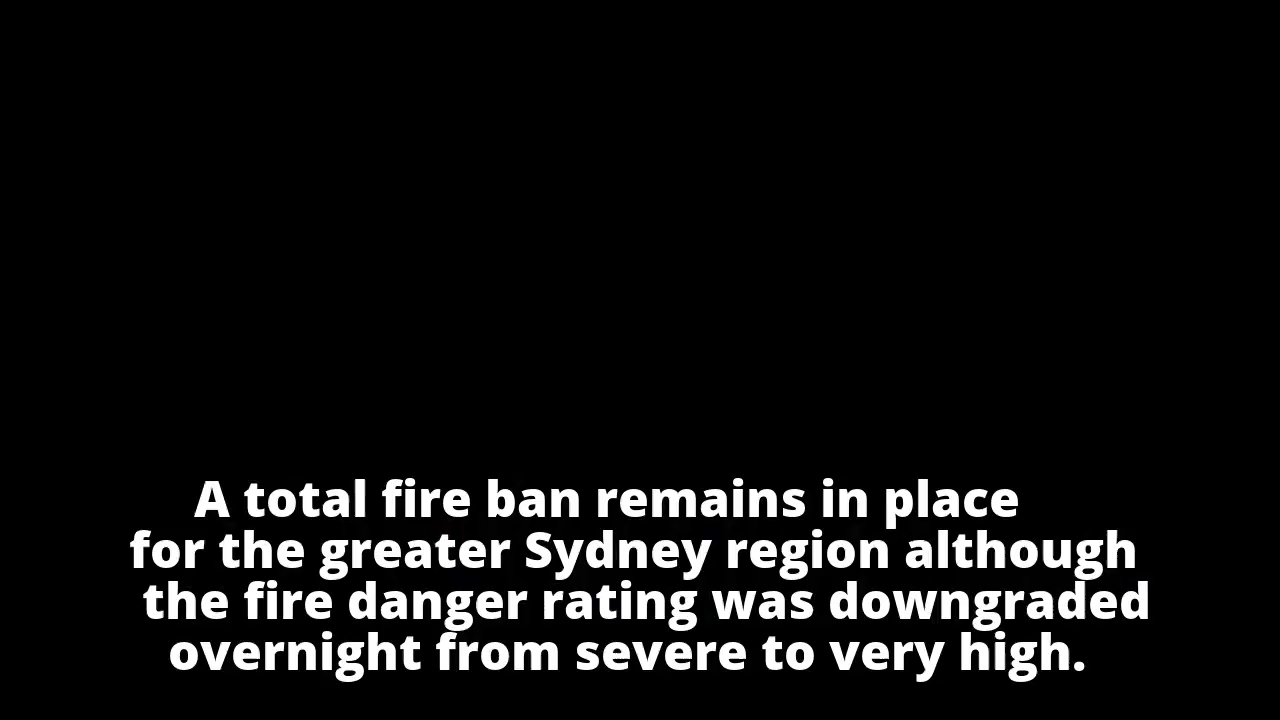 A total fire ban remains in place
for the greater Sydney region although
the fire danger rating was downgraded
overnight from severe to very high.